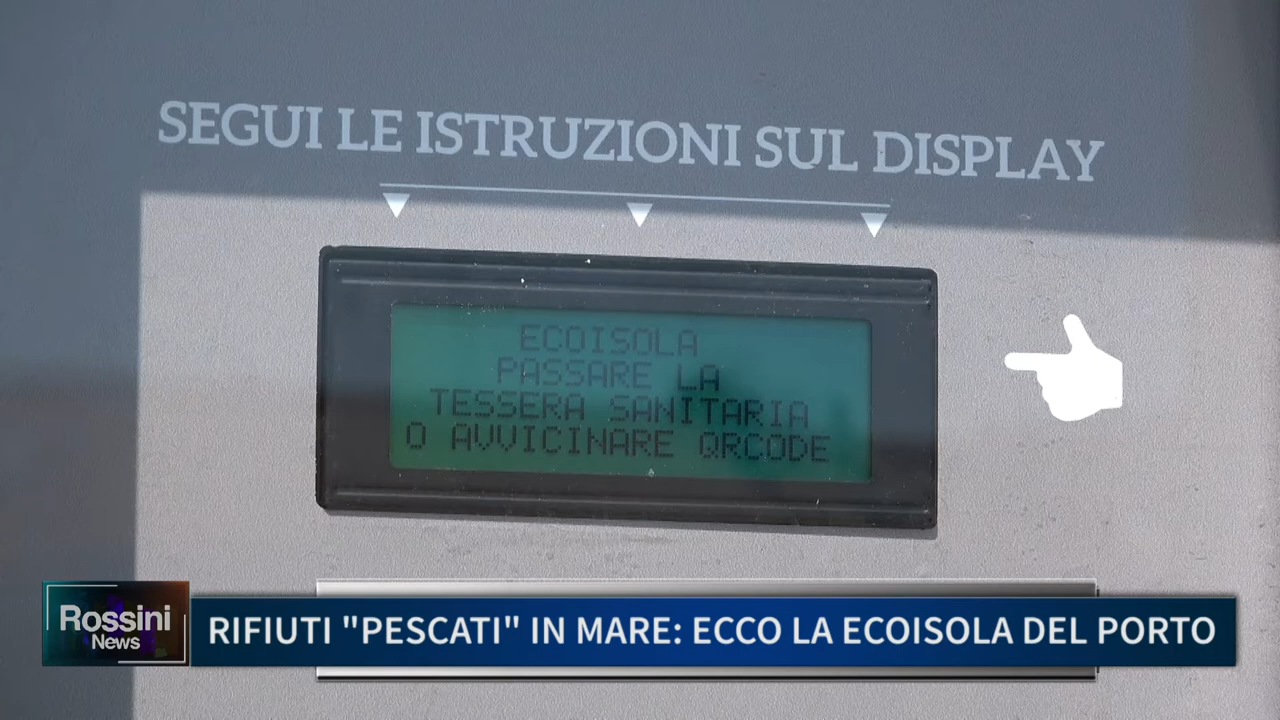 SEGUI LE ISTRUZIONI SUL DISPLAY
ECOISOLA
PASSARE LA
TESSERA SANITARIA
O AVVICINARE QRCODE
Rossini
News
RIFIUTI "PESCATI" IN MARE: ECCO LA ECOISOLA DEL PORTO